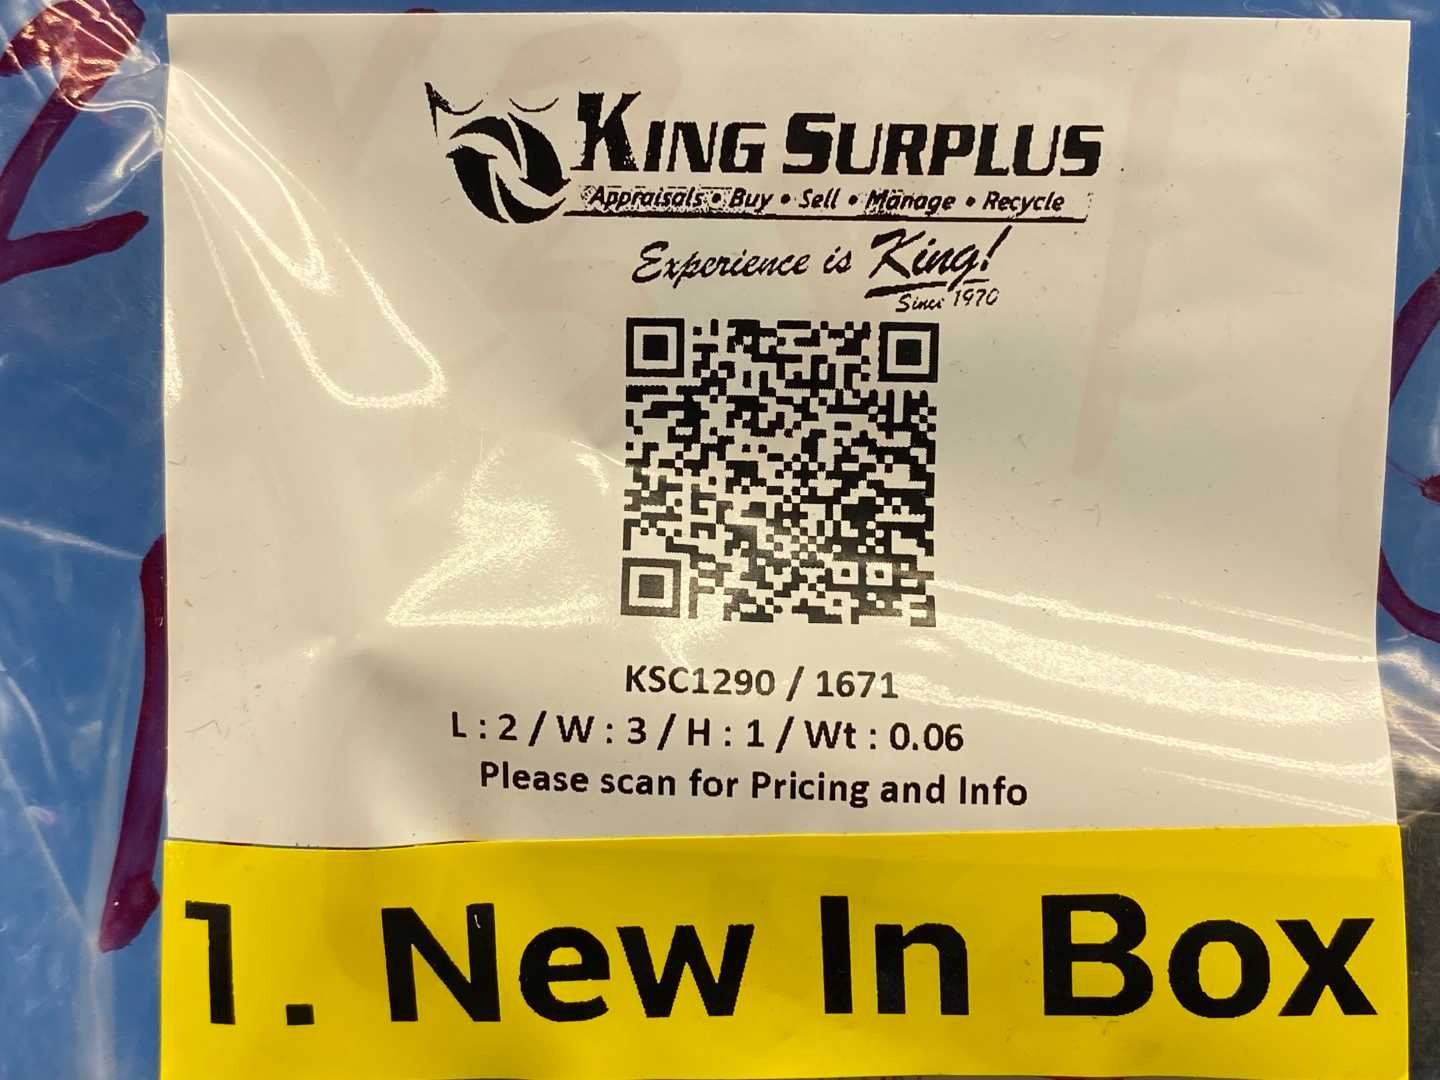 KING SURPLUS
Appraisals • Buy • Sell • Manage • Recycle
Experience is King!
Since 1970
KSC1290 / 1671
L : 2 / W : 3 / H : 1 / Wt : 0.06
Please scan for Pricing and Info
1. New In Box